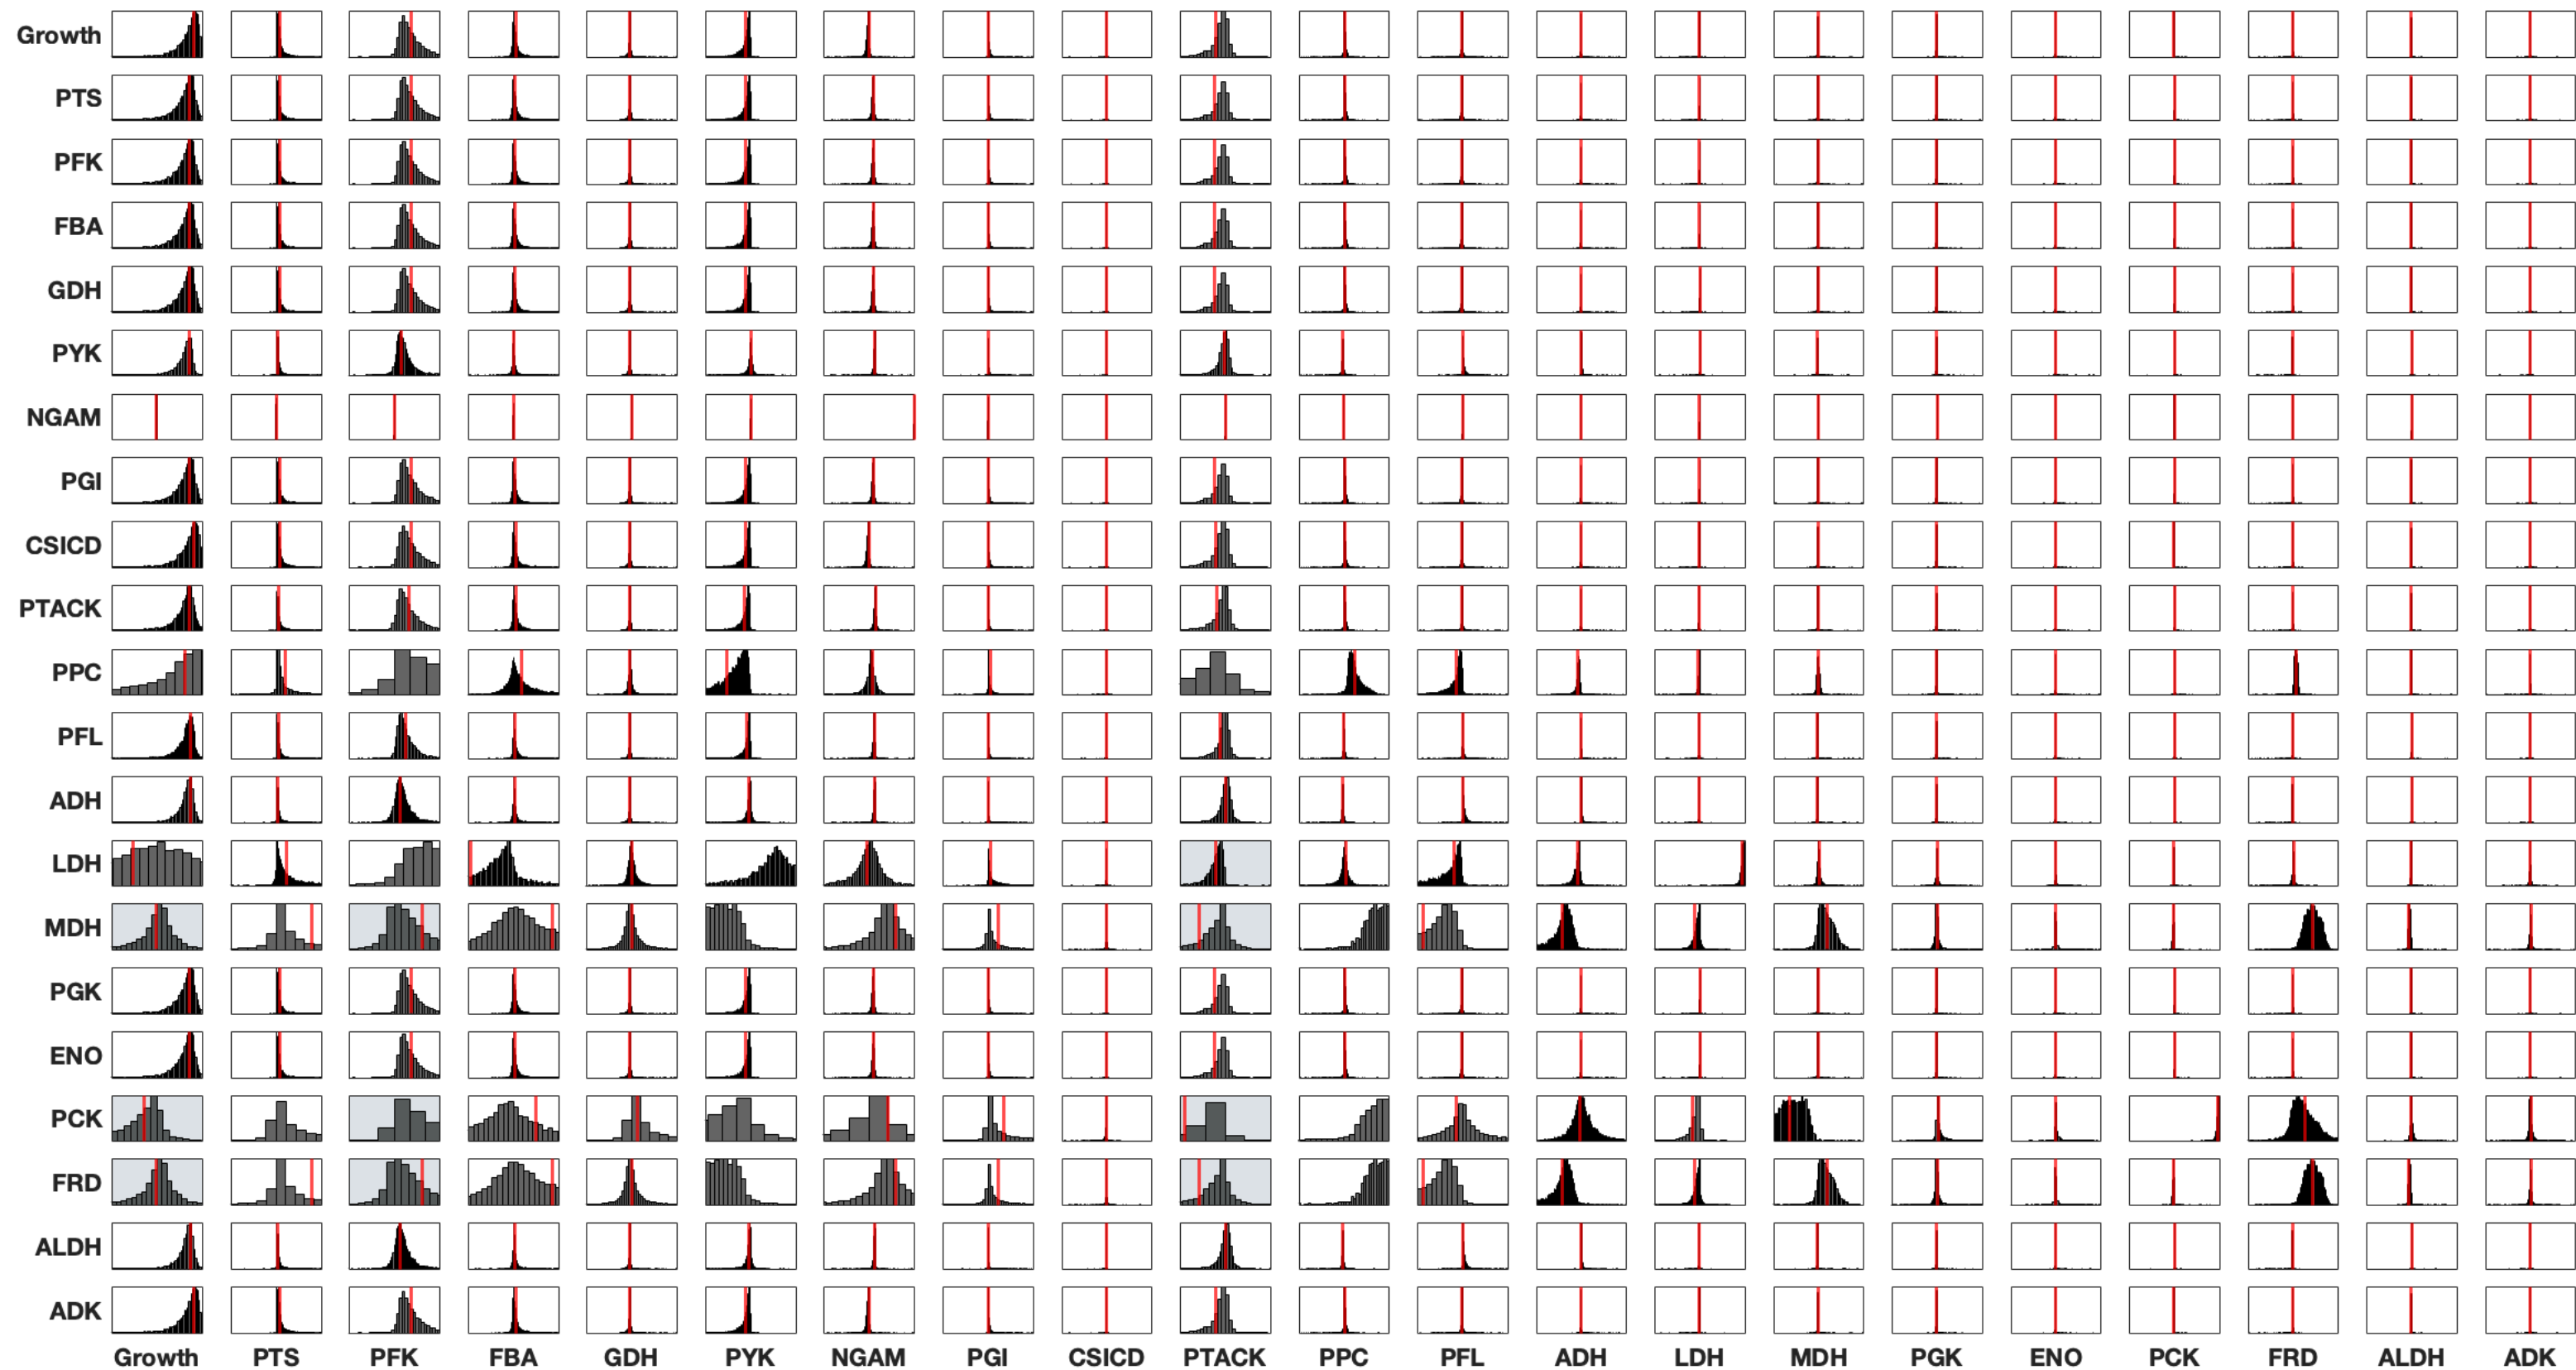 Growth
PTS
PFK
FBA
GDH
PYK
NGAM
PGI
CSICD
PTACK
PPC
PFL
ADH
LDH
MDH
PGK
ENO
PCK
FRD
ALDH
ADK
Growth PTS PFK FBA GDH PYK NGAM PGI CSICD PTACK PPC PFL ADH LDH MDH PGK ENO PCK FRD ALDH ADK